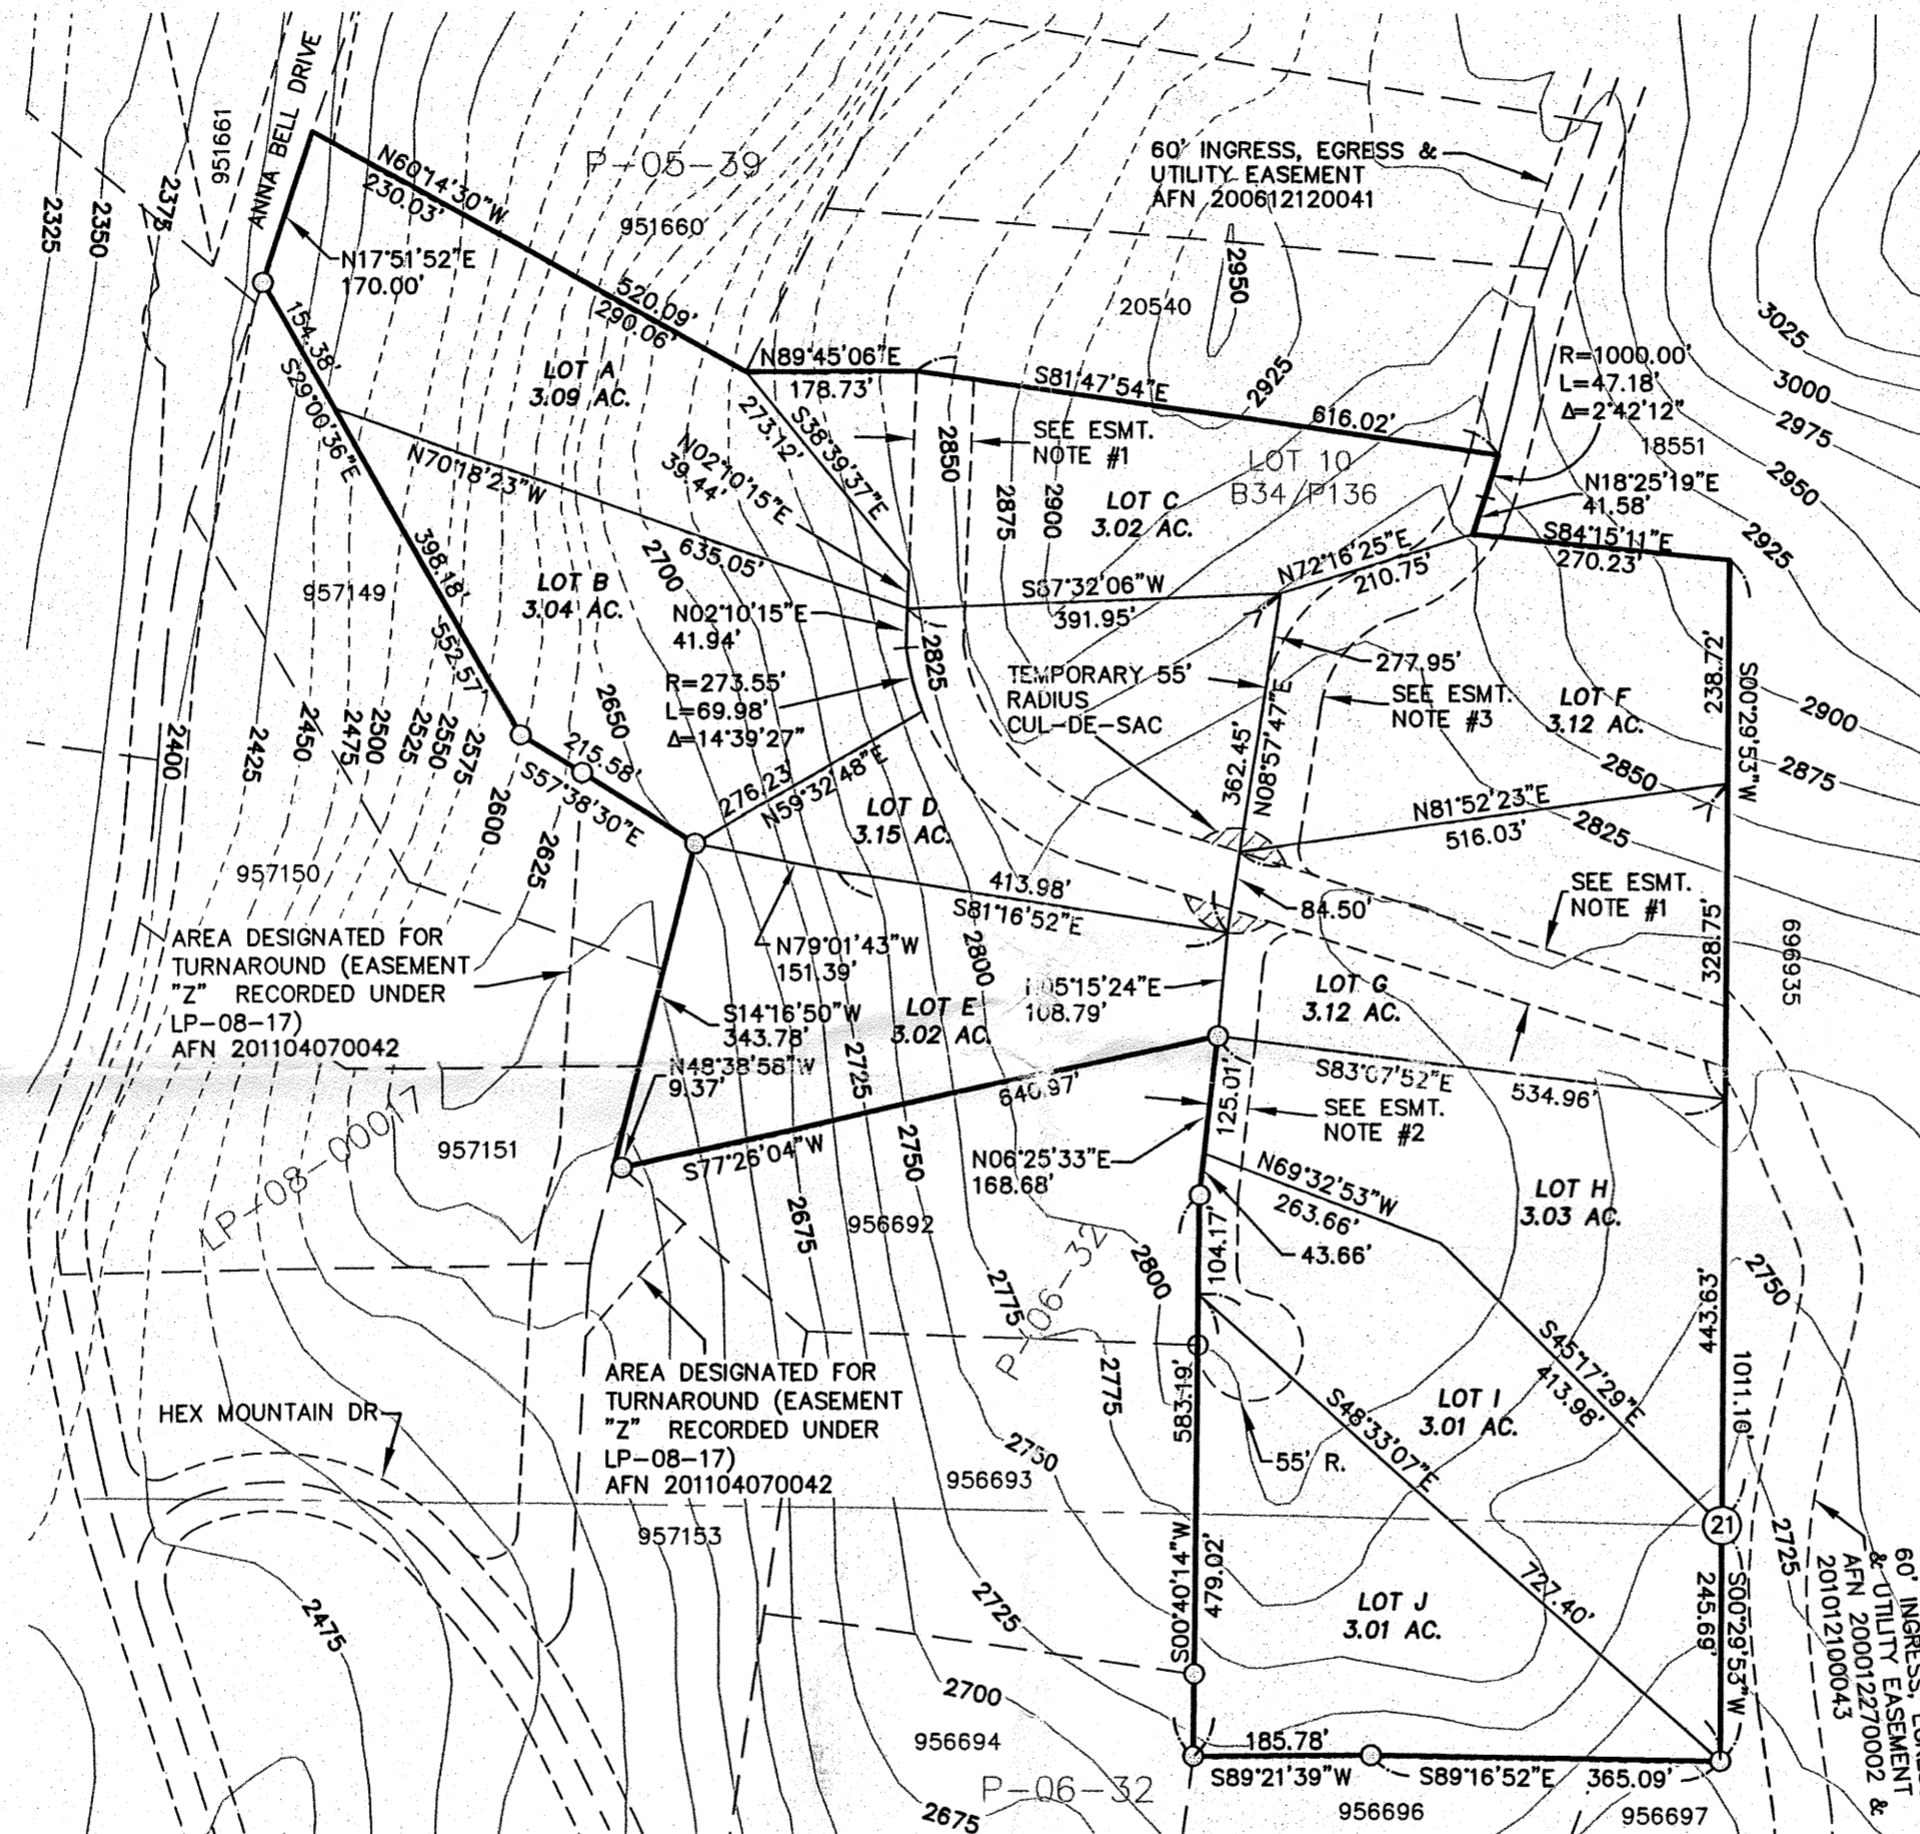 ANNA BELL DRIVE
951661
2325
2350
2375
N60°14'30"W
230.03'
P-05-39
951660
N17°51'52"E
170.00'
520.09'
290.06'
60' INGRESS, EGRESS &
UTILITY EASEMENT
AFN 200612120041
2950
20540
2925
3025
3000
2975
2950
2925
R=1000.00'
L=47.18'
Δ=2°42'12"
18551
N18°25'19"E
41.58'
S84°15'11"E
270.23'
154.38'
S29°00'36"E
LOT A
3.09 AC.
N89°45'06"E
178.73'
S81°47'54"E
616.02'
273.12'
S38°39'37"E
N02°10'15"E
39.44'
2850
SEE ESMT.
NOTE #1
2875
2900
LOT C
3.02 AC.
LOT 10
B34/P136
N70°18'23"W
635.05'
398.18'
552.57'
957149
LOT B
3.04 AC.
2700
N02°10'15"E
41.94'
S87°32'06"W
391.95'
N72°16'25"E
210.75'
2825
R=273.55'
L=69.98'
Δ=14°39'27"
TEMPORARY 55'
RADIUS
CUL-DE-SAC
277.95'
SEE ESMT.
NOTE #3
LOT F
3.12 AC.
238.72'
S00°29'53"W
2900
2875
2850
2825
362.45'
N08°57'47"E
N81°52'23"E
516.03'
2400
2425
2450
2475
2500
2525
2550
2575
2600
2625
2650
215.58'
S57°38'30"E
276.23'
N59°32'48"E
LOT D
3.15 AC.
413.98'
S81°16'52"E
84.50'
SEE ESMT.
NOTE #1
957150
AREA DESIGNATED FOR
TURNAROUND (EASEMENT
"Z" RECORDED UNDER
LP-08-17)
AFN 201104070042
N79°01'43"W
151.39'
2800
328.75'
696935
S14°16'50"W
343.78'
LOT E
3.02 AC.
05°15'24"E
108.79'
LOT G
3.12 AC.
N48°38'58"W
9.37'
2725
640.97'
S77°26'04"W
125.01'
S83°07'52"E
534.96'
SEE ESMT.
NOTE #2
LP-08-00017
957151
2750
N06°25'33"E
168.68'
N69°32'53"W
263.66'
43.66'
LOT H
3.03 AC.
2675
956692
P-06-32
2775
2800
104.17'
2750
443.63'
1011.10'
S45°17'29"E
413.98'
AREA DESIGNATED FOR
TURNAROUND (EASEMENT
"Z" RECORDED UNDER
LP-08-17)
AFN 201104070042
HEX MOUNTAIN DR
2775
583.19'
55' R.
LOT I
3.01 AC.
S48°33'07"E
727.40'
2750
956693
957153
21
2725
60' INGRESS,
& UTILITY EASEMENT
AFN 200012270002 &
201012100043
2475
2725
S00°40'14"W
479.02'
LOT J
3.01 AC.
245.69'
S00°29'53"W
2700
956694
P-06-32
2675
185.78'
S89°21'39"W
S89°16'52"E
365.09'
956696
956697